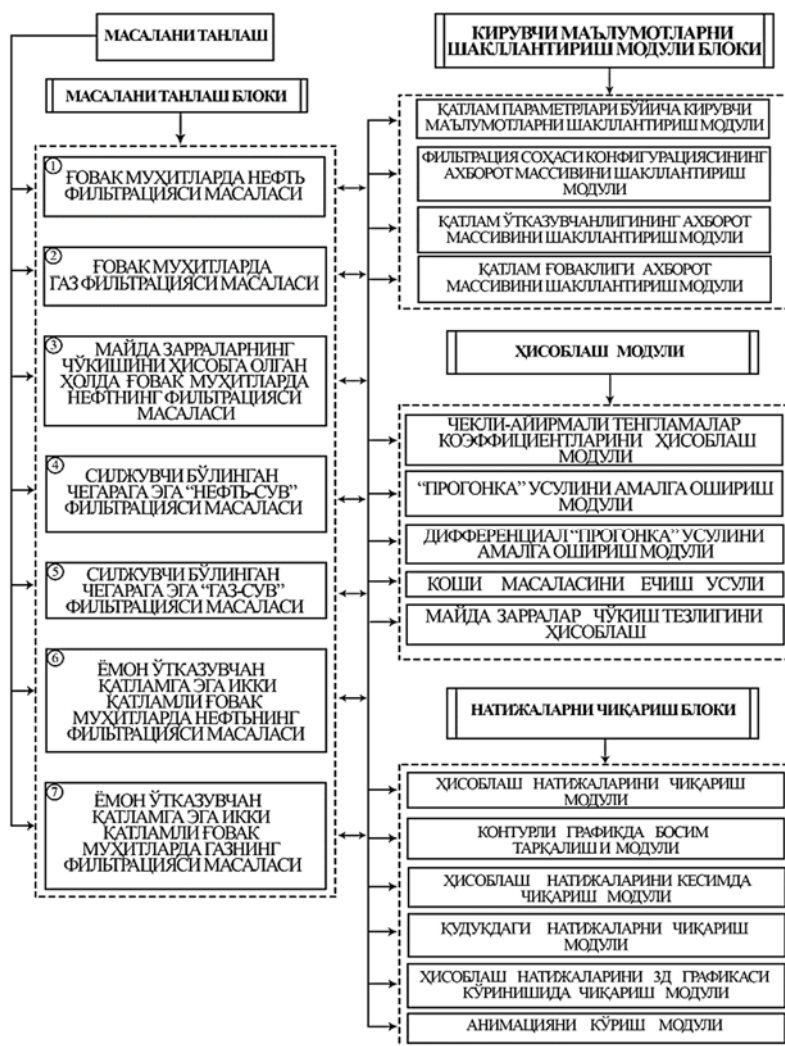 МАСАЛАНИ ТАНЛАШ
МАСАЛАНИ ТАНЛАШ БЛОКИ
1
ҒОВАК МУҲИТЛАРДА НЕФТЬ
ФИЛЬТРАЦИЯСИ МАСАЛАСИ
2
ҒОВАК МУҲИТЛАРДА
ГАЗ ФИЛЬТРАЦИЯСИ МАСАЛАСИ
3
МАЙДА ЗАРРАЛАРНИНГ
ЧЎКИШИНИ ҲИСОБГА ОЛГАН
ҲОЛДА ҒОВАК МУҲИТЛАРДА
НЕФТНИНГ ФИЛЬТРАЦИЯСИ
МАСАЛАСИ
4
СИЛЖУВЧИ БЎЛИНГАН
ЧЕГАРАГА ЭГА “НЕФТЬ-СУВ”
ФИЛЬТРАЦИЯСИ МАСАЛАСИ
5
СИЛЖУВЧИ БЎЛИНГАН
ЧЕГАРАГА ЭГА “ГАЗ-СУВ”
ФИЛЬТРАЦИЯСИ МАСАЛАСИ
6
ЁМОН ЎТКАЗУВЧАН
ҚАТЛАМГА ЭГА ИККИ
ҚАТЛАМЛИ ҒОВАК
МУҲИТЛАРДА НЕФТЬНИНГ
ФИЛЬТРАЦИЯСИ МАСАЛАСИ
7
ЁМОН ЎТКАЗУВЧАН
ҚАТЛАМГА ЭГА ИККИ
ҚАТЛАМЛИ ҒОВАК
МУҲИТЛАРДА ГАЗНИНГ
ФИЛЬТРАЦИЯСИ МАСАЛАСИ
КИРУВЧИ МАЪЛУМОТЛАРНИ
ШАКЛЛАНТИРИШ МОДУЛИ БЛОКИ
ҚАТЛАМ ПАРАМЕТРЛАРИ БЎЙИЧА КИРУВЧИ
МАЪЛУМОТЛАРНИ ШАКЛЛАНТИРИШ МОДУЛИ
ФИЛЬТРАЦИЯ СОҲАСИ КОНФИГУРАЦИЯСИНИНГ
АХБОРОТ МАССИВИНИ ШАКЛЛАНТИРИШ
МОДУЛИ
ҚАТЛАМ ЎТКАЗУВЧАНЛИГИНИНГ АХБОРОТ
МАССИВИНИ ШАКЛЛАНТИРИШ МОДУЛИ
ҚАТЛАМ ҒОВАКЛИГИ АХБОРОТ
МАССИВИНИ ШАКЛЛАНТИРИШ МОДУЛИ
ҲИСОБЛАШ МОДУЛИ
ЧЕКЛИ-АЙИРМАЛИ ТЕНГЛАМАЛАР
КОЭФФИЦИЕНТЛАРИНИ ҲИСОБЛАШ
МОДУЛИ
“ПРОГОНКА” УСУЛИНИ АМАЛГА ОШИРИШ
МОДУЛИ
ДИФФЕРЕНЦИАЛ “ПРОГОНКА” УСУЛИНИ
АМАЛГА ОШИРИШ МОДУЛИ
КОШИ МАСАЛАСИНИ ЕЧИШ УСУЛИ
МАЙДА ЗАРРАЛАР ЧЎКИШ ТЕЗЛИГИНИ
ҲИСОБЛАШ
НАТИЖАЛАРНИ ЧИҚАРИШ БЛОКИ
ҲИСОБЛАШ НАТИЖАЛАРИНИ ЧИҚАРИШ
МОДУЛИ
КОНТУРЛИ ГРАФИҚДА БОСИМ
ТАРҚАЛИШ И МОДУЛИ
ҲИСОБЛАШ НАТИЖАЛАРИНИ КЕСИМДА
ЧИҚАРИШ МОДУЛИ
ҚУДУҚДАГИ НАТИЖАЛАРНИ ЧИҚАРИШ
МОДУЛИ
ҲИСОБЛАШ НАТИЖАЛАРИНИ 3Д ГРАФИКАСИ
КЎРИНИШИДА ЧИҚАРИШ МОДУЛИ
АНИМАЦИЯНИ КЎРИШ МОДУЛИ